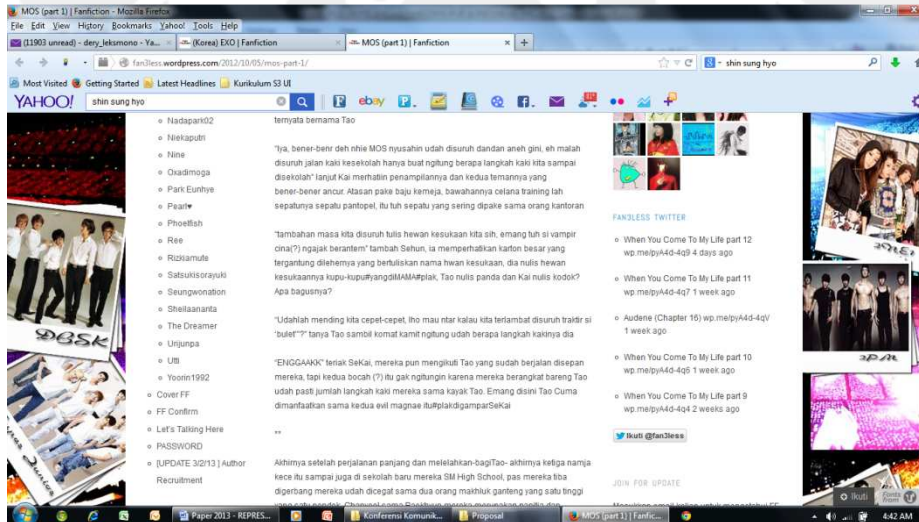 MOS (part 1) | Fanfiction - Mozilla Firefox
File Edit View History Bookmarks Yahoo! Tools Help
(11903 unread) - dery_leksmono - Ya...
(Korea) EXO | Fanfiction
MOS (part 1) | Fanfiction
fan3less.wordpress.com/2012/10/05/mos-part-1/
shin sung hyo
Most Visited Getting Started Latest Headlines Kurikulum S3 UI
YAHOO! shin sung hyo
ebay
Nadapark02
Niekaputri
Nine
Oxadimoga
Park Eunhye
Pearl♥
Phoelfish
Ree
Rizkiamute
Satsukisorayuki
Seungwonation
Sheilaananta
The Dreamer
Urijunpa
Utti
Yoorin1992
Cover FF
FF Confirm
Let's Talking Here
PASSWORD
[UPDATE 3/2/13 ] Author
Recruitment
ternyata bernama Tao
"Iya, bener-benr deh nhie MOS nyusahin udah disuruh dandan aneh gini, eh malah
disuruh jalan kaki kesekolah hanya buat ngitung berapa langkah kaki kita sampai
disekolah" lanjut Kai merhatiin penampilannya dan kedua temannya yang
bener-bener ancur. Atasan pake baju kemeja, bawahannya celana training lah
sepatunya sepatu pantopel, itu tuh sepatu yang sering dipake sama orang kantoran
"tambahan masa kita disuruh tulis hewan kesukaan kita sih, emang tuh si vampir
cina(?) ngajak berantem" tambah Sehun, ia memperhatikan karton besar yang
tergantung dilehernya yang bertuliskan nama hwan kesukaan, dia nulis hewan
kesukaannya kupu-kupu#yangdiMAMA#plak, Tao nulis panda dan Kai nulis kodok?
Apa bagusnya?
"Udahlah mending kita cepet-cepet, lho mau ntar kalau kita terlambat disuruh traktir si
'bulet'"?" tanya Tao sambil komat kamit ngitung udah berapa langkah kakinya dia
"ENGGAAKK" teriak SeKai, mereka pun mengikuti Tao yang sudah berjalan disepan
mereka, tapi kedua bocah (?) itu gak ngitungin karena mereka berangkat bareng Tao
udah pasti jumlah langkah kaki mereka sama kayak Tao. Emang disini Tao Cuma
dimanfaatkan sama kedua evil magnae itu#plakdigamparSeKai
**
Akhirnya setelah perjalanan panjang dan melelahkan-bagiTao- akhirnya ketiga namja
kece itu sampai juga di sekolah baru mereka SM High School, pas mereka tiba
digerbang mereka udah dicegat sama dua orang makhluk ganteng yang satu tinggi
FAN3LESS TWITTER
When You Come To My Life part 12
wp.me/pyA4d-4q9 4 days ago
When You Come To My Life part 11
wp.me/pyA4d-4q7 1 week ago
Audene (Chapter 16) wp.me/pyA4d-4qV
1 week ago
When You Come To My Life part 10
wp.me/pyA4d-4q6 1 week ago
When You Come To My Life part 9
wp.me/pyA4d-4q4 2 weeks ago
Ikuti @fan3less
JOIN FOR UPDATE
DBSK
2PM
Ikuti
Fonts from
Paper 2013 - REPRES...
Konferensi Komunik...
Proposal
MOS (part 1) | Fanfic...
4:42 AM